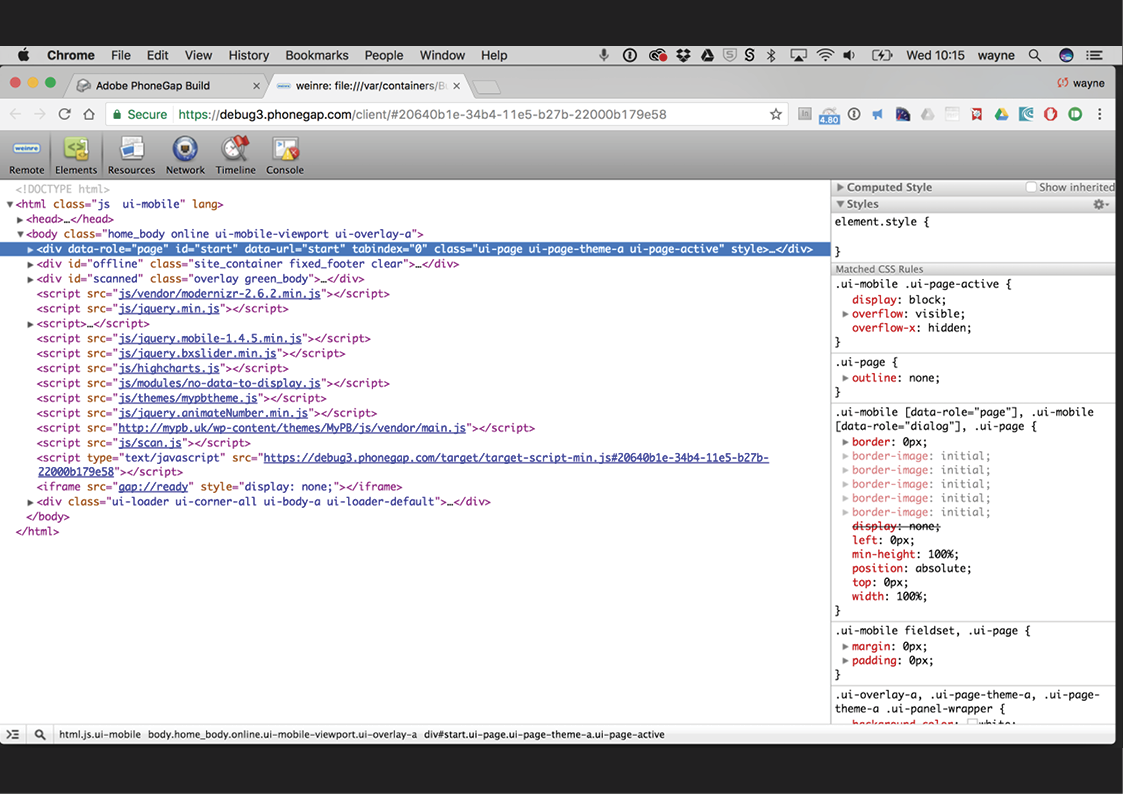 Chrome File Edit View History Bookmarks People Window Help Wed 10:15 wayne
Adobe PhoneGap Build weinre: file:///var/containers/Bu wayne
Secure https://debug3.phonegap.com/client/#20640b1e-34b4-11e5-b27b-22000b179e58 4.80
weinre
Remote Elements Resources Network Timeline Console
<!DOCTYPE html>
<html class="js  ui-mobile" lang>
<head>…</head>
<body class="home_body online ui-mobile-viewport ui-overlay-a">
<div data-role="page" id="start" data-url="start" tabindex="0" class="ui-page ui-page-theme-a ui-page-active" style>…</div>
<div id="offline" class="site_container fixed_footer clear">…</div>
<div id="scanned" class="overlay green_body">…</div>
<script src="js/vendor/modernizr-2.6.2.min.js"></script>
<script src="js/jquery.min.js"></script>
<script>…</script>
<script src="js/jquery.mobile-1.4.5.min.js"></script>
<script src="js/jquery.bxslider.min.js"></script>
<script src="js/highcharts.js"></script>
<script src="js/modules/no-data-to-display.js"></script>
<script src="js/themes/mypbtheme.js"></script>
<script src="js/jquery.animateNumber.min.js"></script>
<script src="http://mypb.uk/wp-content/themes/MyPB/js/vendor/main.js"></script>
<script src="js/scan.js"></script>
<script type="text/javascript" src="https://debug3.phonegap.com/target/target-script-min.js#20640b1e-34b4-11e5-b27b-
22000b179e58"></script>
<iframe src="gap://ready" style="display: none;"></iframe>
<div class="ui-loader ui-corner-all ui-body-a ui-loader-default">…</div>
</body>
</html>
Computed Style Show inherited
Styles
element.style {
}
Matched CSS Rules
.ui-mobile .ui-page-active {
display: block;
overflow: visible;
overflow-x: hidden;
}
.ui-page {
outline: none;
}
.ui-mobile [data-role="page"], .ui-mobile
[data-role="dialog"], .ui-page {
border: 0px;
border-image: initial;
border-image: initial;
border-image: initial;
border-image: initial;
border-image: initial;
display: none;
left: 0px;
min-height: 100%;
position: absolute;
top: 0px;
width: 100%;
}
.ui-mobile fieldset, .ui-page {
margin: 0px;
padding: 0px;
}
.ui-overlay-a, .ui-page-theme-a, .ui-page-
theme-a .ui-panel-wrapper {
background-color: white;
html.js.ui-mobile body.home_body.online.ui-mobile-viewport.ui-overlay-a div#start.ui-page.ui-page-theme-a.ui-page-active